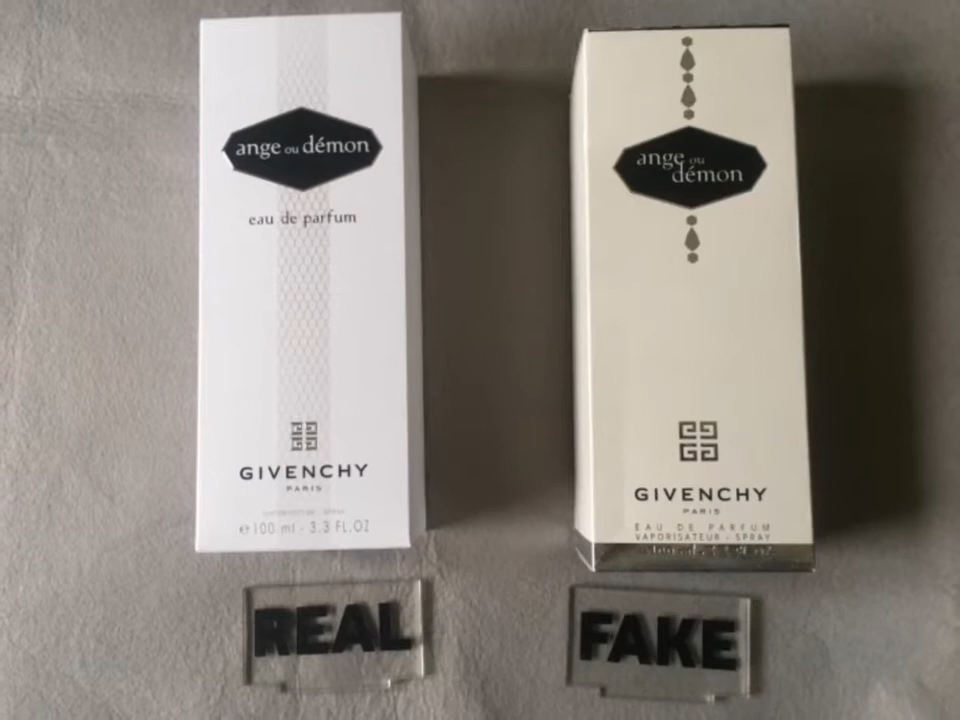 ange ou démon
eau de parfum
GIVENCHY
PARIS
℮100 ml - 3.3 FL.OZ
REAL
ange ou
démon
GIVENCHY
PARIS
EAU DE PARFUM
VAPORISATEUR - SPRAY
FAKE